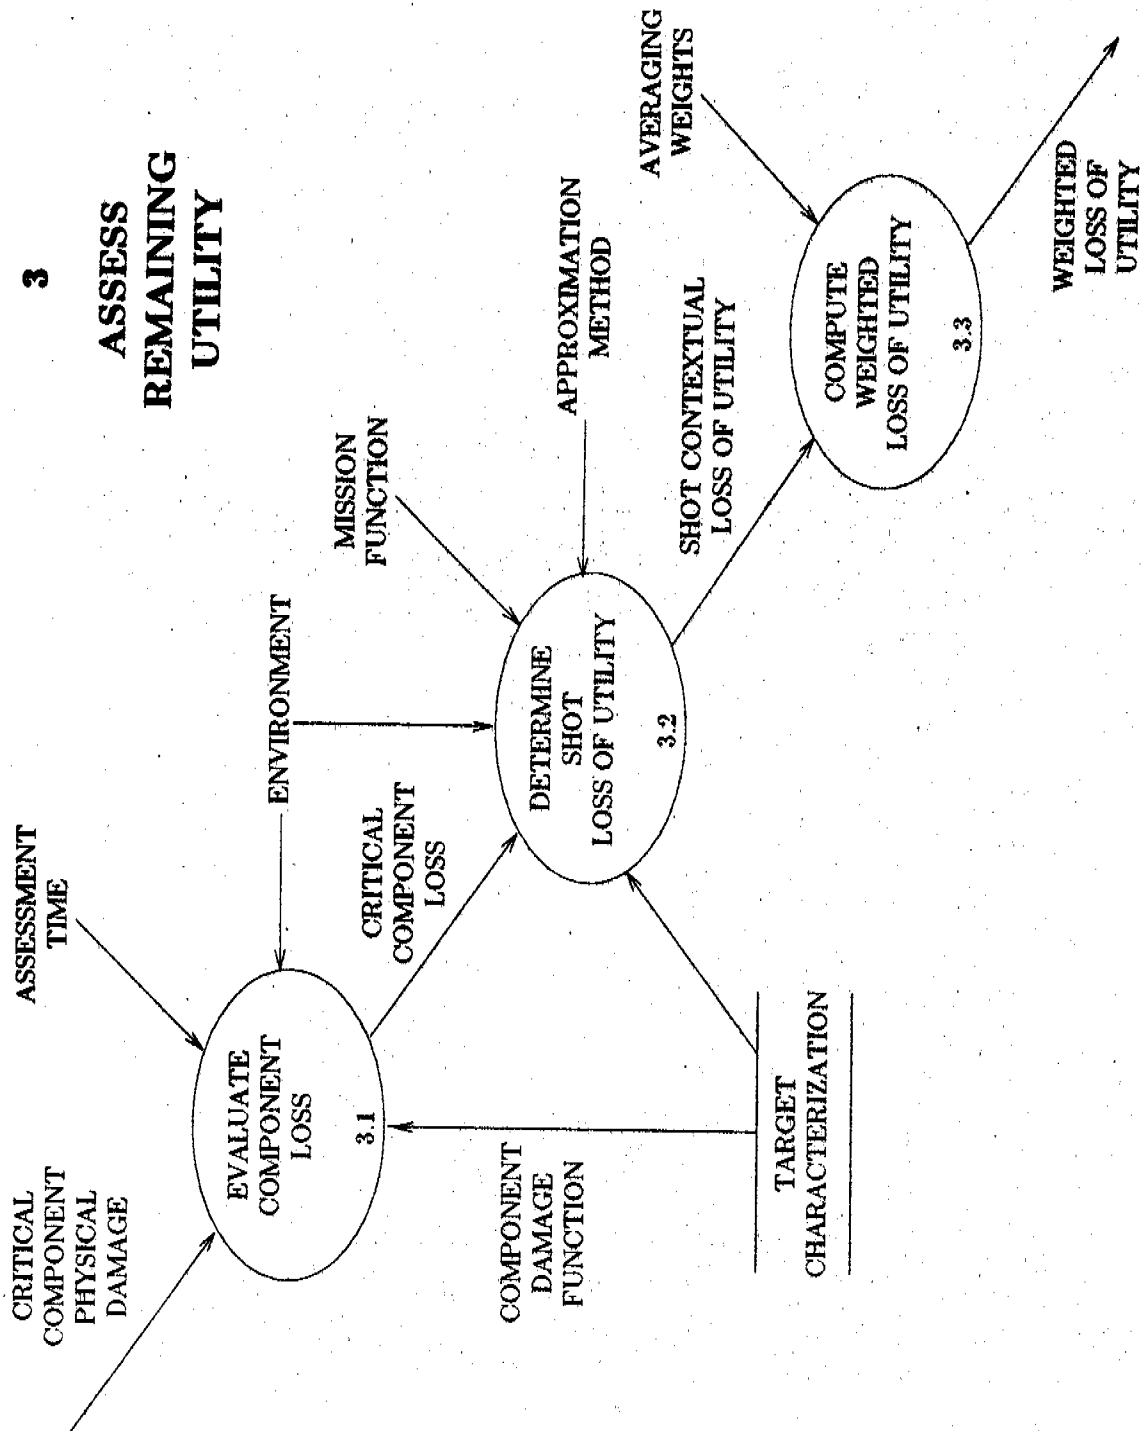 3
ASSESS
REMAINING
UTILITY
CRITICAL
COMPONENT
PHYSICAL
DAMAGE
ASSESSMENT
TIME
EVALUATE
COMPONENT
LOSS
3.1
ENVIRONMENT
MISSION
FUNCTION
CRITICAL
COMPONENT
LOSS
COMPONENT
DAMAGE
FUNCTION
DETERMINE
SHOT
LOSS OF UTILITY
3.2
APPROXIMATION
METHOD
AVERAGING
WEIGHTS
SHOT CONTEXTUAL
LOSS OF UTILITY
TARGET
CHARACTERIZATION
COMPUTE
WEIGHTED
LOSS OF UTILITY
3.3
WEIGHTED
LOSS OF
UTILITY